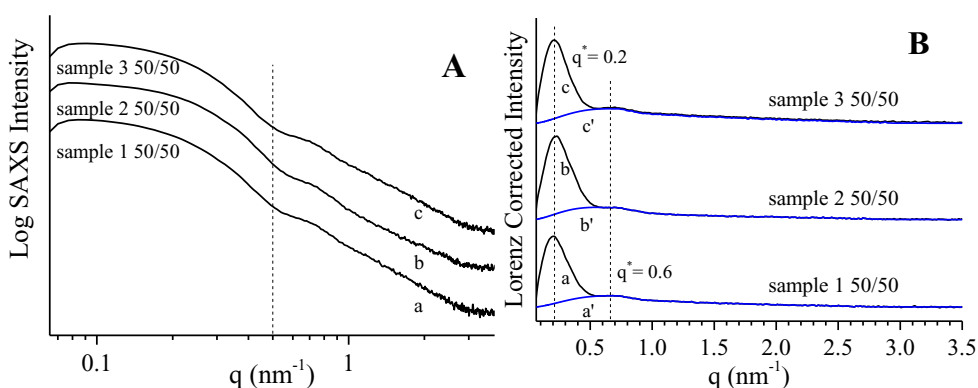 A
Log SAXS Intensity
sample 3 50/50
sample 2 50/50
sample 1 50/50
c
b
a
0.1 1
q (nm⁻¹)
B
Lorenz Corrected Intensity
q* = 0.2
c
sample 3 50/50
c'
b
sample 2 50/50
b'
q* = 0.6
a
sample 1 50/50
a'
0.5 1.0 1.5 2.0 2.5 3.0 3.5
q (nm⁻¹)